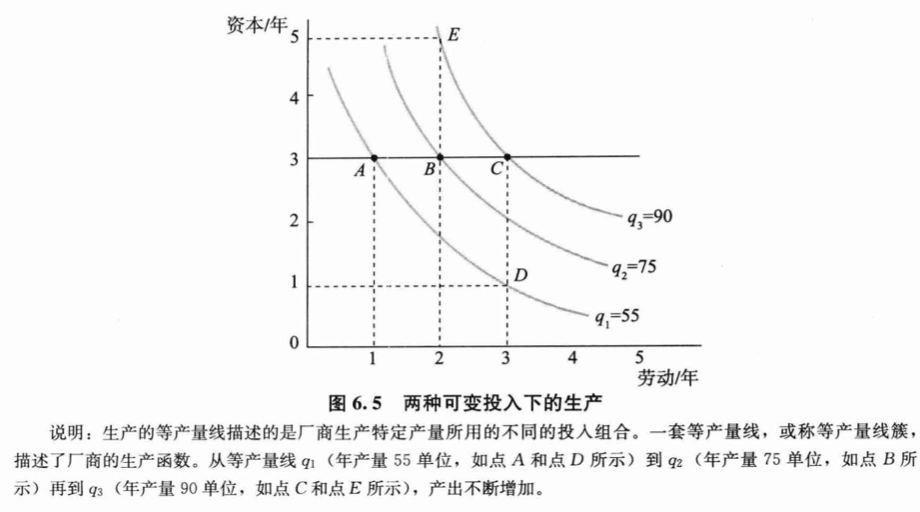 资本/年
5
E
4
3
A
B
C
2
q₃=90
q₂=75
1
D
q₁=55
0
1
2
3
4
5
劳动/年
图 6.5 两种可变投入下的生产
说明：生产的等产量线描述的是厂商生产特定产量所用的不同的投入组合。一套等产量线，或称等产量线簇，
描述了厂商的生产函数。从等产量线 q₁（年产量 55 单位，如点 A 和点 D 所示）到 q₂（年产量 75 单位，如点 B 所
示）再到 q₃（年产量 90 单位，如点 C 和点 E 所示），产出不断增加。